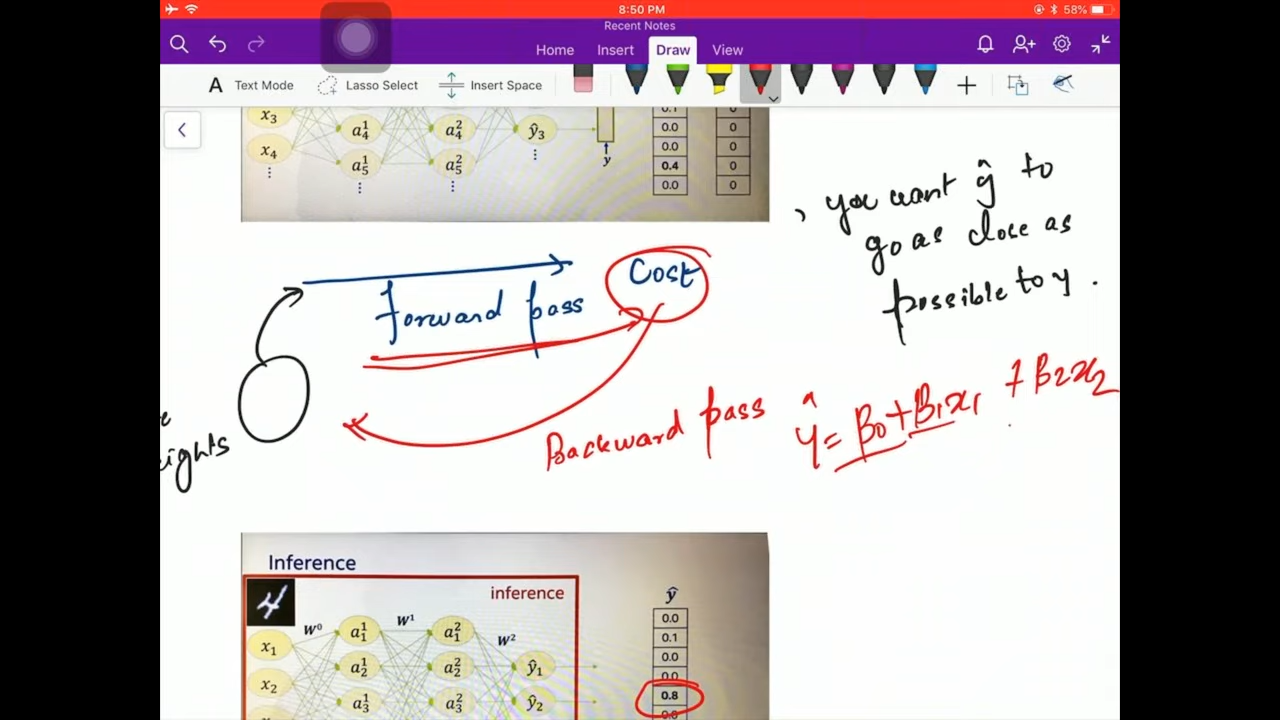 8:50 PM
58%
Recent Notes
Home Insert Draw View
A Text Mode Lasso Select Insert Space
x₃
x₄
a¹₄
a¹₅
a²₄
a²₅
ŷ₃
y
0.1
0.0
0.0
0.4
0.0
0
0
0
0
0
, you want ŷ to
go as close as
possible to y.
Forward pass
Cost
Backward pass
ŷ = β₀ + β₁x₁ + β₂x₂
eights
Inference
inference
4
W⁰
W¹
W²
x₁
x₂
a¹₁
a¹₂
a¹₃
a²₁
a²₂
a²₃
ŷ₁
ŷ₂
ŷ
0.0
0.1
0.0
0.0
0.8